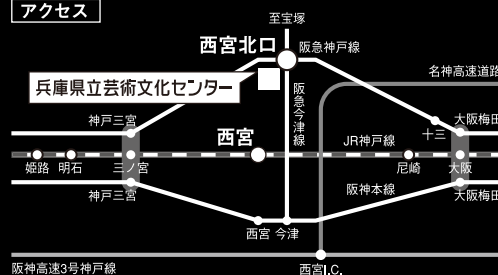 アクセス
至宝塚
西宮北口
阪急神戸線
名神高速道路
兵庫県立芸術文化センター
阪急今津線
神戸三宮
大阪梅田
十三
西宮
JR神戸線
姫路
明石
三ノ宮
尼崎
大阪
神戸三宮
阪神本線
大阪梅田
西宮
今津
阪神高速3号神戸線
西宮I.C.